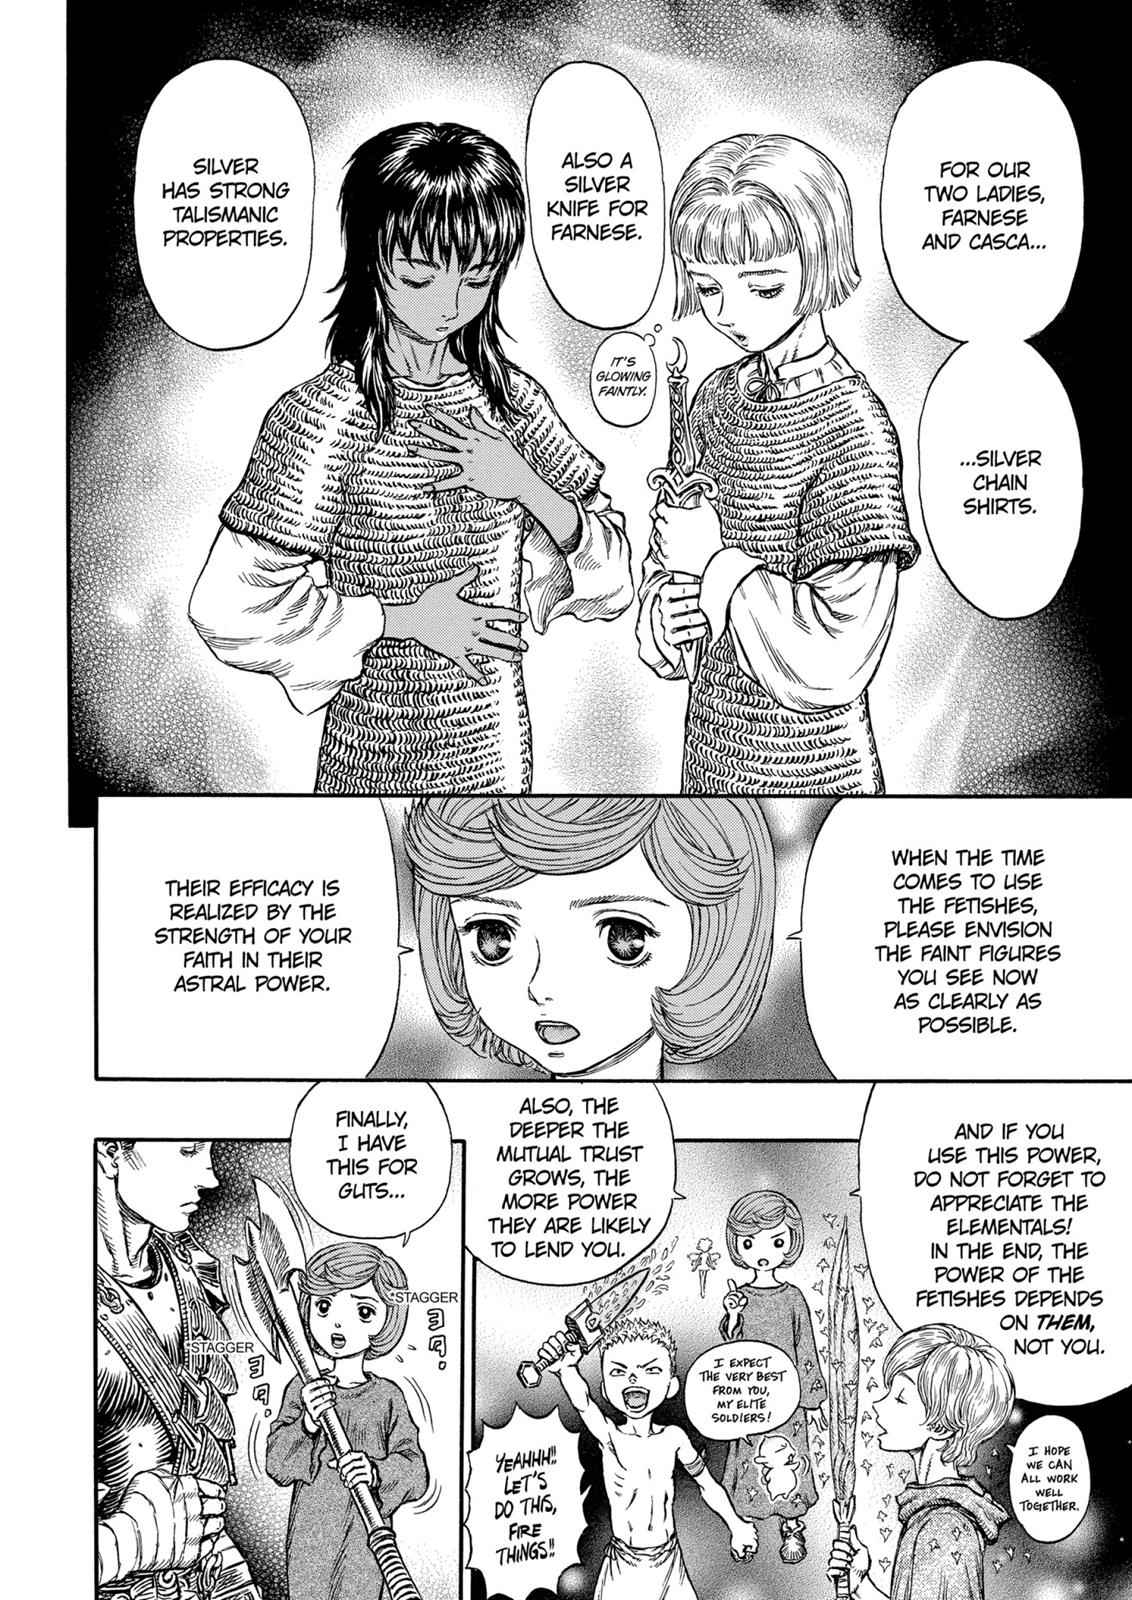 FOR OUR
TWO LADIES,
FARNESE
AND CASCA...
...SILVER
CHAIN
SHIRTS.
ALSO A
SILVER
KNIFE FOR
FARNESE.
IT'S
GLOWING
FAINTLY.
SILVER
HAS STRONG
TALISMANIC
PROPERTIES.
WHEN THE TIME
COMES TO USE
THE FETISHES,
PLEASE ENVISION
THE FAINT FIGURES
YOU SEE NOW
AS CLEARLY AS
POSSIBLE.
THEIR EFFICACY IS
REALIZED BY THE
STRENGTH OF YOUR
FAITH IN THEIR
ASTRAL POWER.
AND IF YOU
USE THIS POWER,
DO NOT FORGET TO
APPRECIATE THE
ELEMENTALS!
IN THE END, THE
POWER OF THE
FETISHES DEPENDS
ON THEM,
NOT YOU.
I HOPE
WE CAN
ALL WORK
WELL
TOGETHER.
ALSO, THE
DEEPER THE
MUTUAL TRUST
GROWS, THE
MORE POWER
THEY ARE LIKELY
TO LEND YOU.
I EXPECT
THE VERY BEST
FROM YOU,
MY ELITE
SOLDIERS!
YEAHHH!!
LET'S
DO THIS,
FIRE
THINGS!!
FINALLY,
I HAVE
THIS FOR
GUTS...
STAGGER
ヨタ
STAGGER
ヨタ